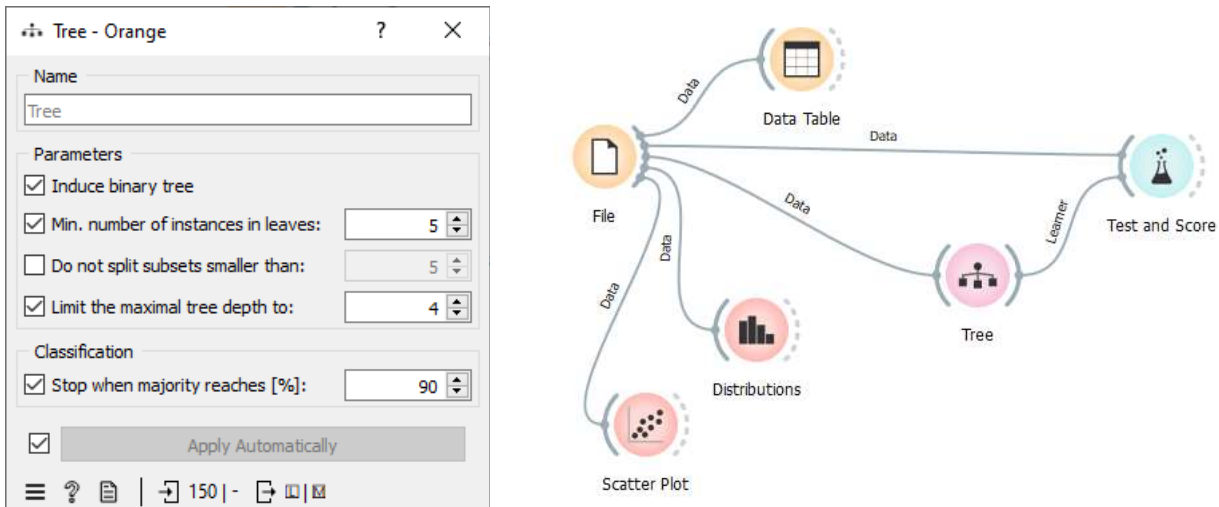 Tree - Orange ? ×
Name
Tree
Parameters
Induce binary tree
Min. number of instances in leaves: 5
Do not split subsets smaller than: 5
Limit the maximal tree depth to: 4
Classification
Stop when majority reaches [%]: 90
Apply Automatically
? 150 | - L | M
Data
Data Table
Data
File
Data
Learner
Test and Score
Data
Data
Tree
Distributions
Scatter Plot